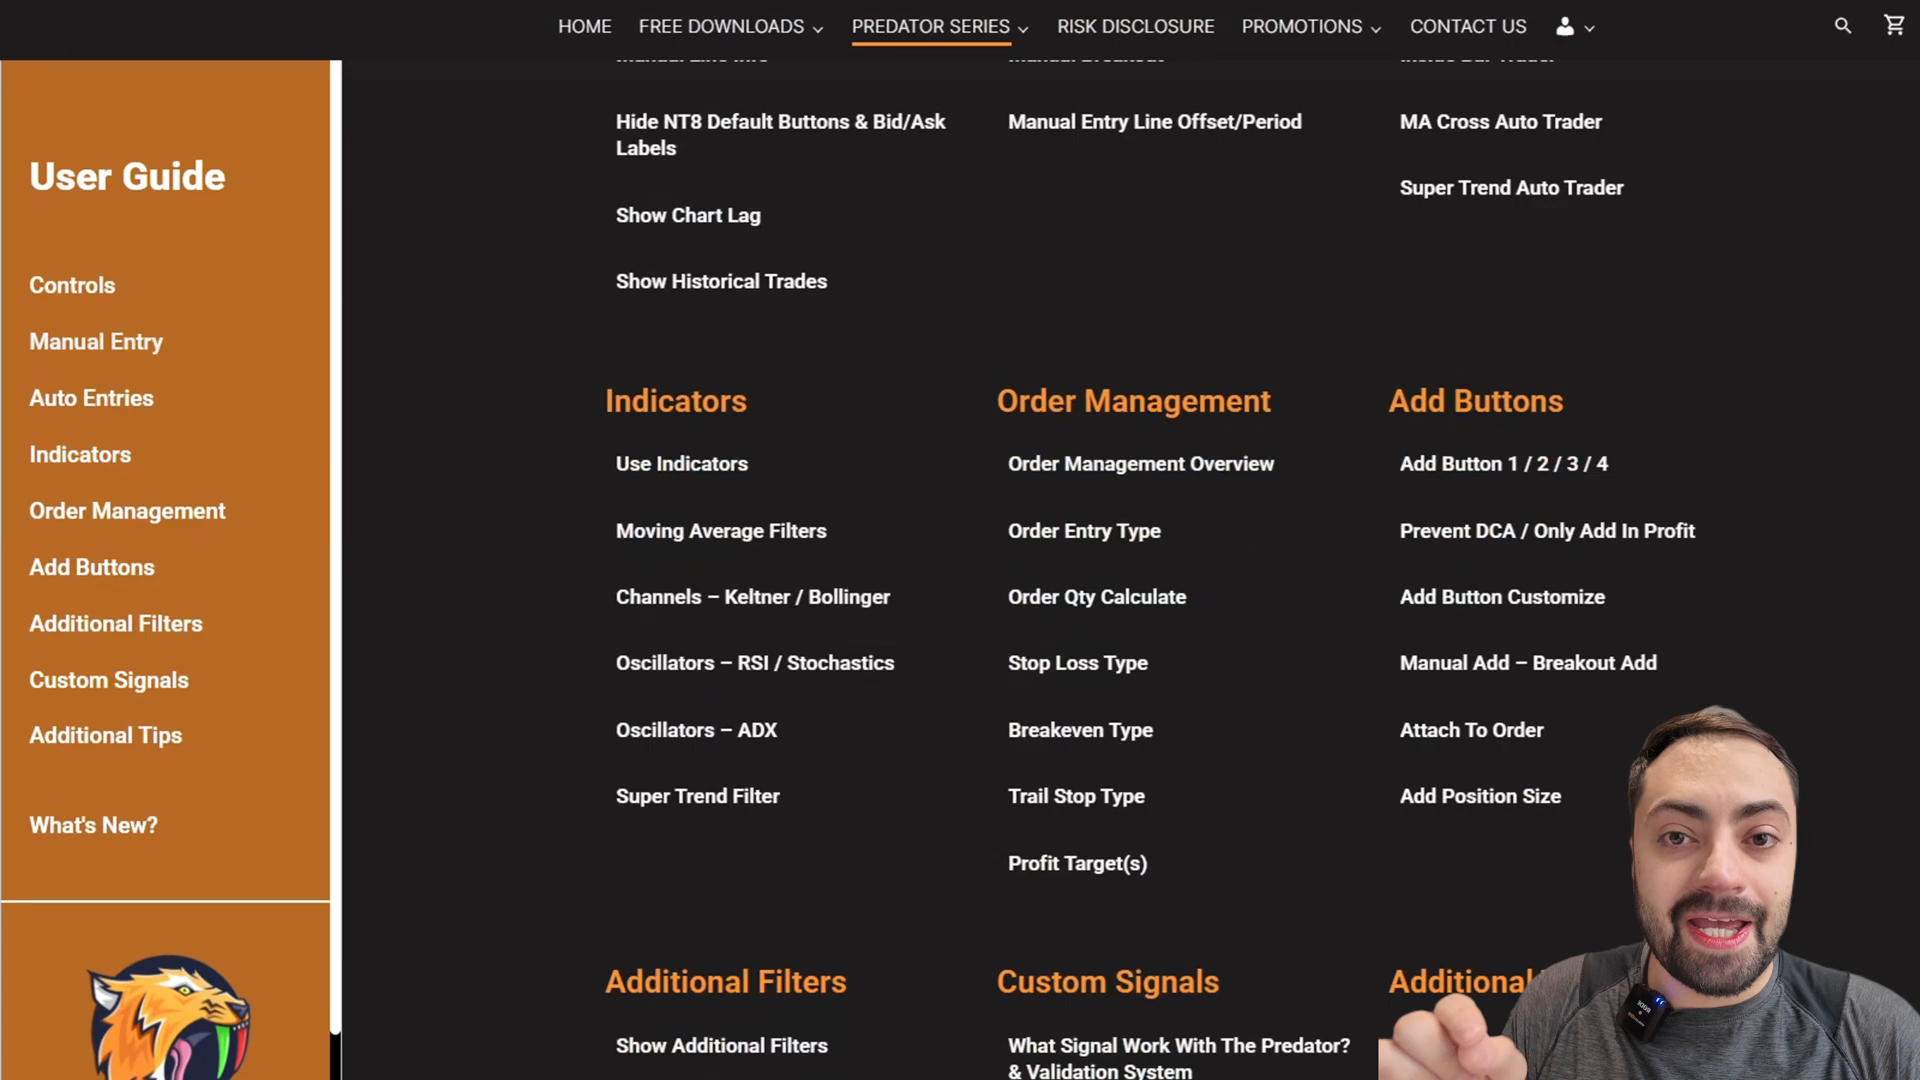 HOME FREE DOWNLOADS PREDATOR SERIES RISK DISCLOSURE PROMOTIONS CONTACT US
User Guide
Controls
Manual Entry
Auto Entries
Indicators
Order Management
Add Buttons
Additional Filters
Custom Signals
Additional Tips
What's New?
Hide NT8 Default Buttons & Bid/Ask
Labels
Show Chart Lag
Show Historical Trades
Manual Entry Line Offset/Period
MA Cross Auto Trader
Super Trend Auto Trader
Indicators
Use Indicators
Moving Average Filters
Channels – Keltner / Bollinger
Oscillators – RSI / Stochastics
Oscillators – ADX
Super Trend Filter
Order Management
Order Management Overview
Order Entry Type
Order Qty Calculate
Stop Loss Type
Breakeven Type
Trail Stop Type
Profit Target(s)
Add Buttons
Add Button 1 / 2 / 3 / 4
Prevent DCA / Only Add In Profit
Add Button Customize
Manual Add – Breakout Add
Attach To Order
Add Position Size
Additional Filters
Show Additional Filters
Custom Signals
What Signal Work With The Predator?
& Validation System
Additional